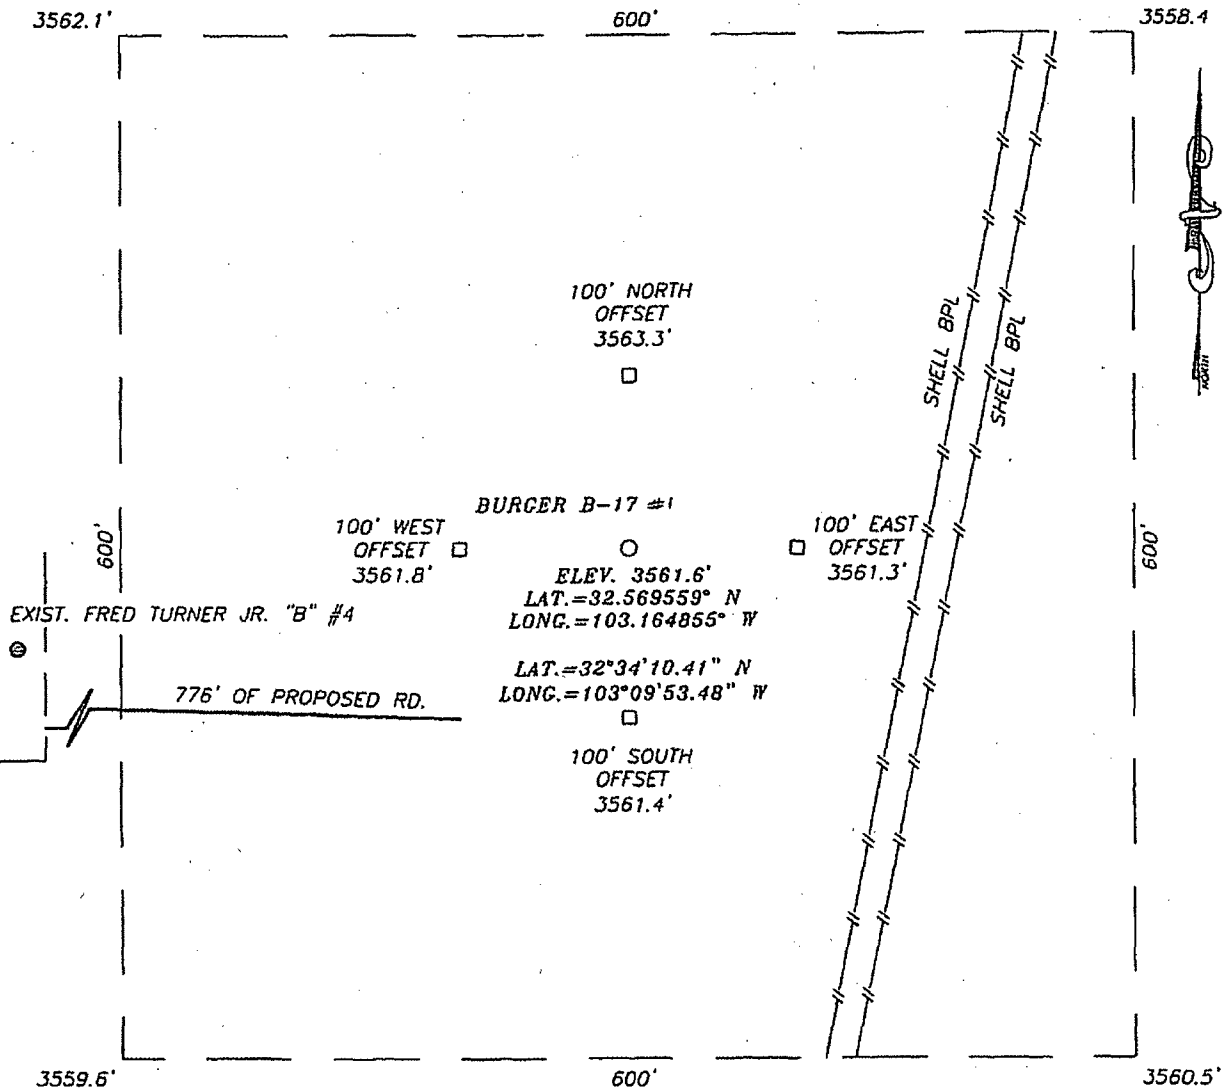 3562.1'
600'
3558.4
100' NORTH
OFFSET
3563.3'
SHELL BPL
SHELL BPL
NORTH
BURGER B-17 #1
600'
100' WEST
OFFSET
3561.8'
100' EAST
OFFSET
3561.3'
600'
ELEV. 3561.6'
LAT.=32.569559° N
LONG.=103.164855° W
EXIST. FRED TURNER JR. "B" #4
LAT.=32°34'10.41" N
LONG.=103°09'53.48" W
776' OF PROPOSED RD.
100' SOUTH
OFFSET
3561.4'
3559.6'
600'
3560.5'